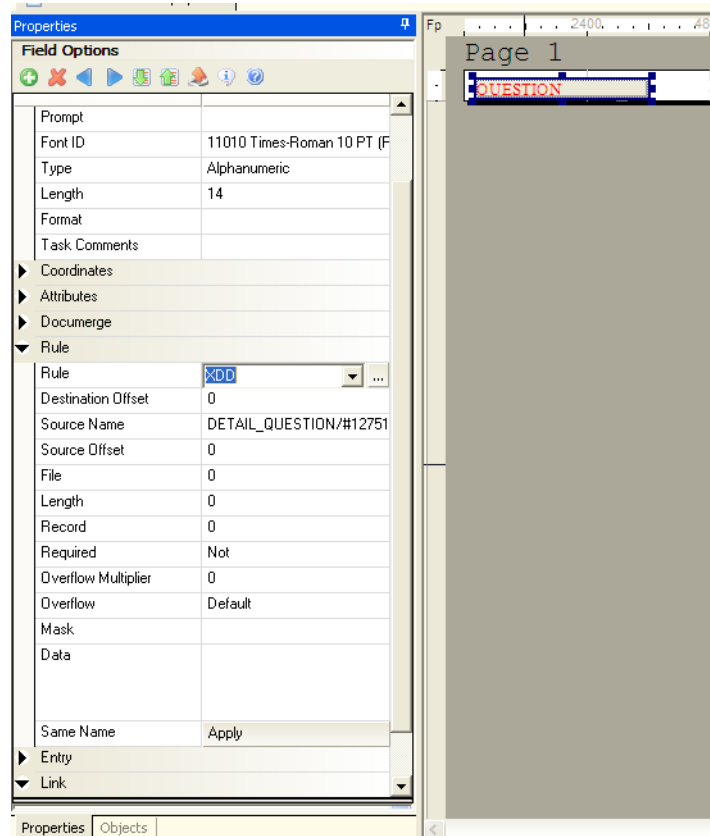 Properties
Field Options
Prompt
Font ID 11010 Times-Roman 10 PT (F
Type Alphanumeric
Length 14
Format
Task Comments
Coordinates
Attributes
Documerge
Rule
Rule XDD ...
Destination Offset 0
Source Name DETAIL_QUESTION/#12751
Source Offset 0
File 0
Length 0
Record 0
Required Not
Overflow Multiplier 0
Overflow Default
Mask
Data
Same Name Apply
Entry
Link
Properties Objects
Fp 2400 48
Page 1
QUESTION